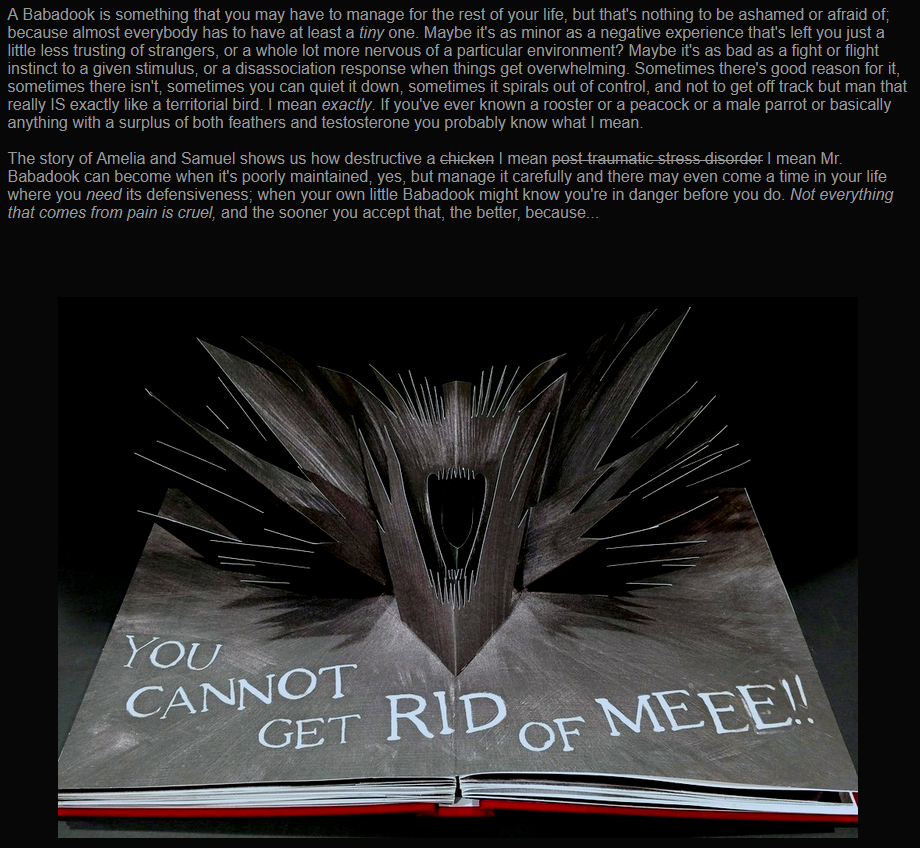 A Babadook is something that you may have to manage for the rest of your life, but that's nothing to be ashamed or afraid of;
because almost everybody has to have at least a tiny one. Maybe it's as minor as a negative experience that's left you just a
little less trusting of strangers, or a whole lot more nervous of a particular environment? Maybe it's as bad as a fight or flight
instinct to a given stimulus, or a disassociation response when things get overwhelming. Sometimes there's good reason for it,
sometimes there isn't, sometimes you can quiet it down, sometimes it spirals out of control, and not to get off track but man that
really IS exactly like a territorial bird. I mean exactly. If you've ever known a rooster or a peacock or a male parrot or basically
anything with a surplus of both feathers and testosterone you probably know what I mean.
The story of Amelia and Samuel shows us how destructive a chicken I mean post traumatic stress disorder I mean Mr.
Babadook can become when it's poorly maintained, yes, but manage it carefully and there may even come a time in your life
where you need its defensiveness; when your own little Babadook might know you're in danger before you do. Not everything
that comes from pain is cruel, and the sooner you accept that, the better, because...
YOU
CANNOT
GET RID OF MEEE!!